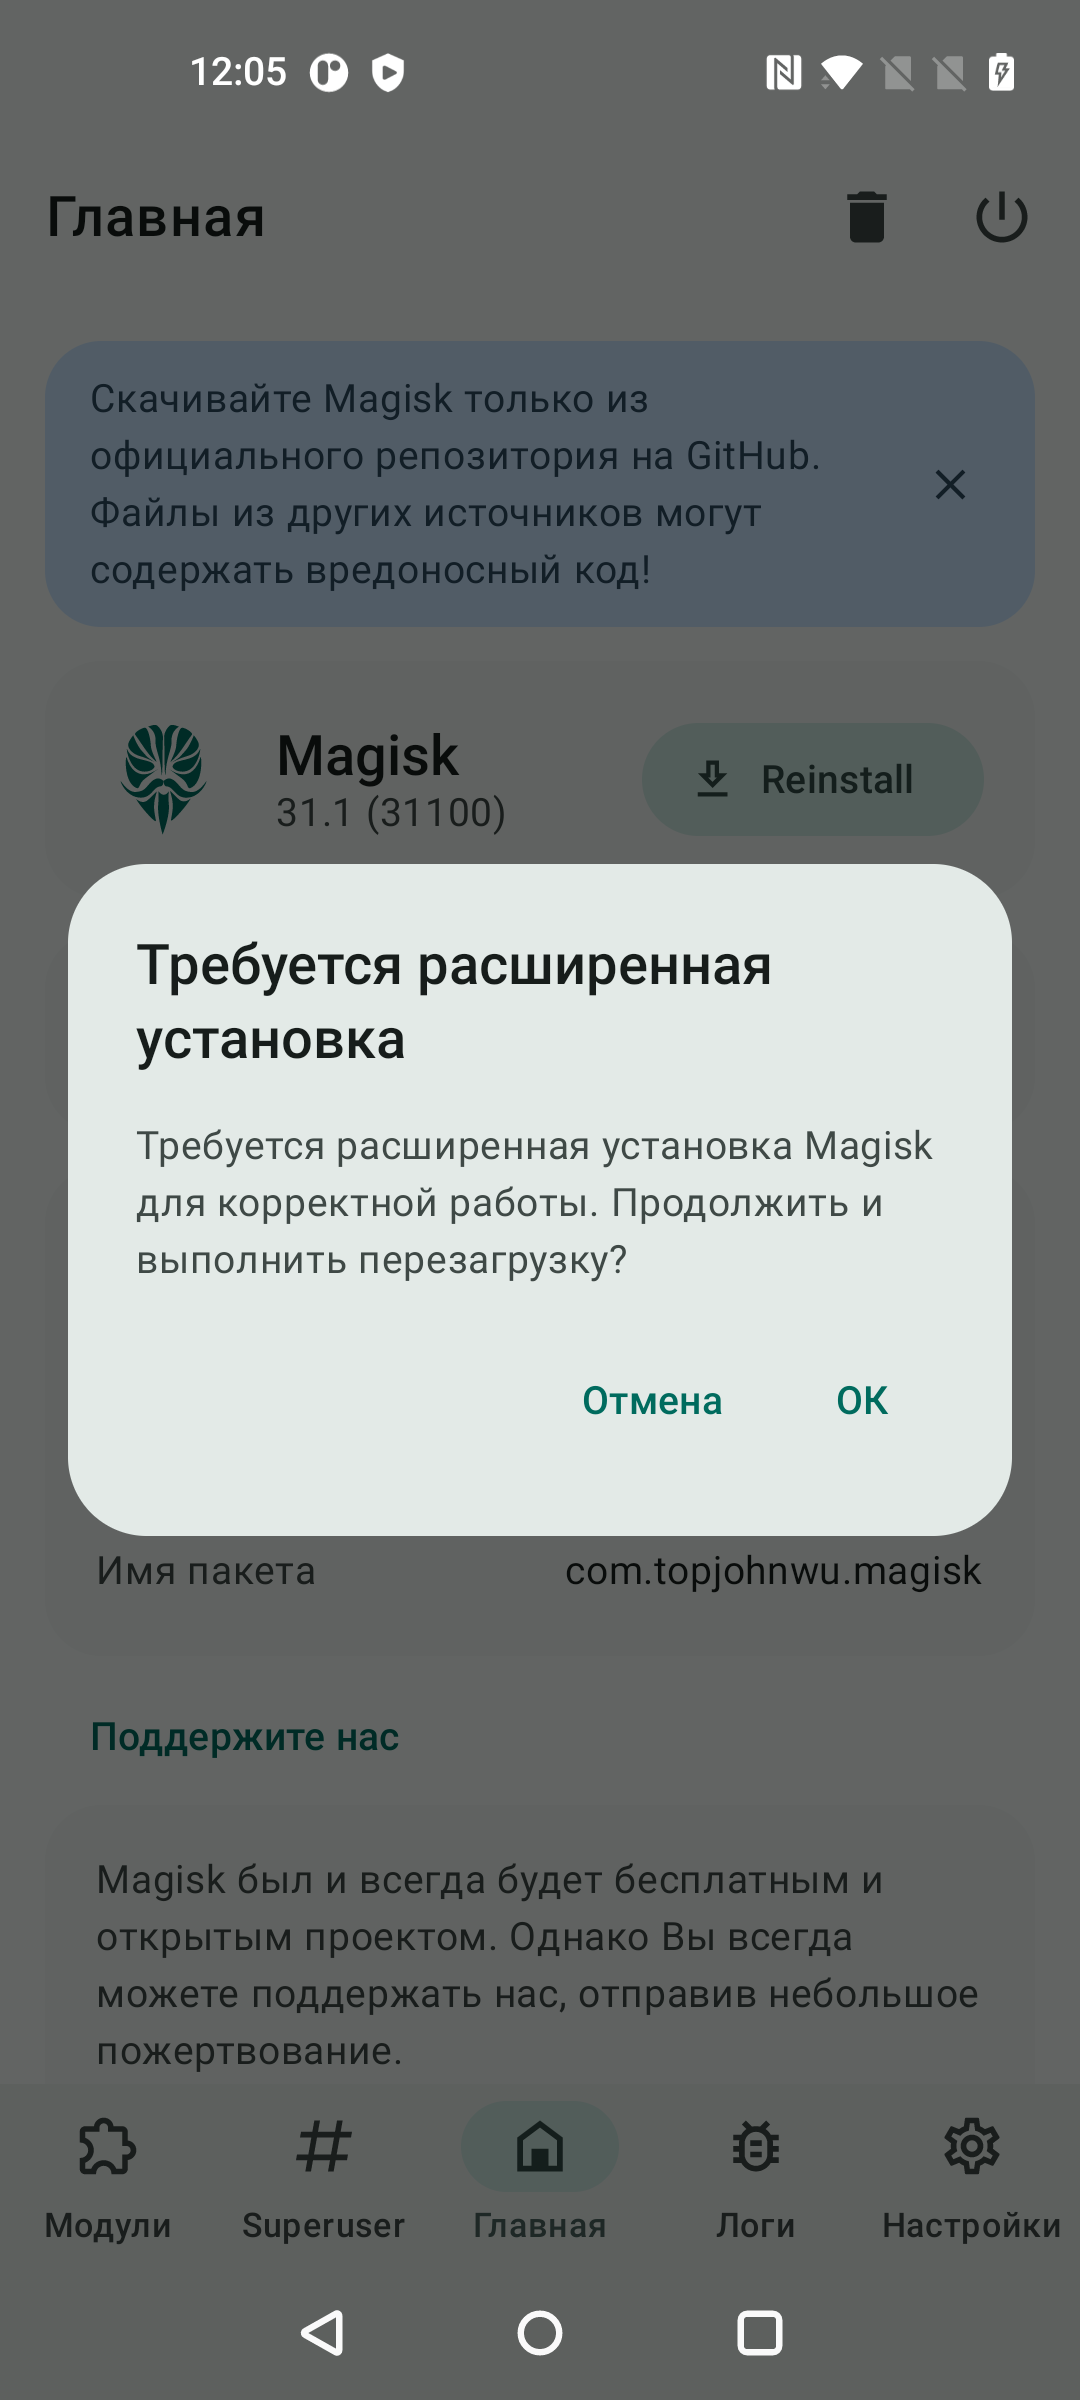 12:05
Главная
Скачивайте Magisk только из
официального репозитория на GitHub.
Файлы из других источников могут
содержать вредоносный код!
Magisk
31.1 (31100)
Reinstall
Требуется расширенная
установка
Требуется расширенная установка Magisk
для корректной работы. Продолжить и
выполнить перезагрузку?
Отмена
ОК
Имя пакета
com.topjohnwu.magisk
Поддержите нас
Magisk был и всегда будет бесплатным и
открытым проектом. Однако Вы всегда
можете поддержать нас, отправив небольшое
пожертвование.
Модули
Superuser
Главная
Логи
Настройки